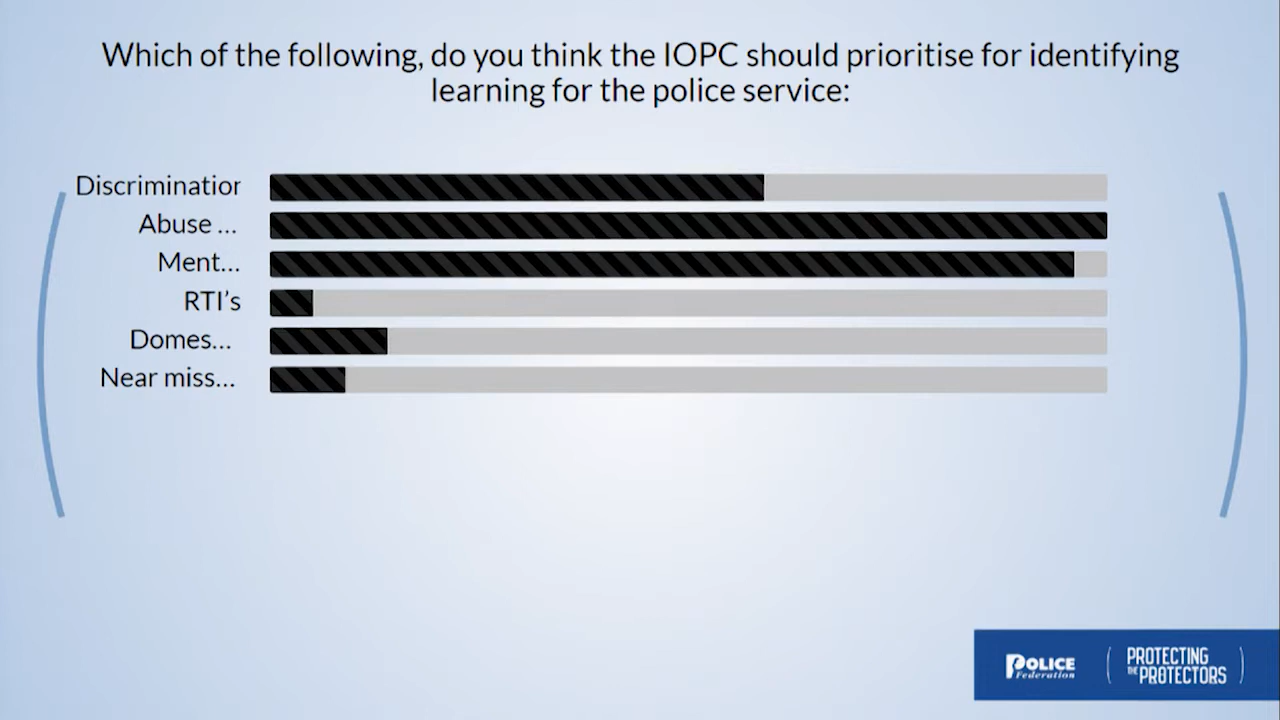 Which of the following, do you think the IOPC should prioritise for identifying
learning for the police service:
Discrimination
Abuse ...
Ment...
RTI’s
Domes...
Near miss...
POLICE
Federation
PROTECTING
THE PROTECTORS